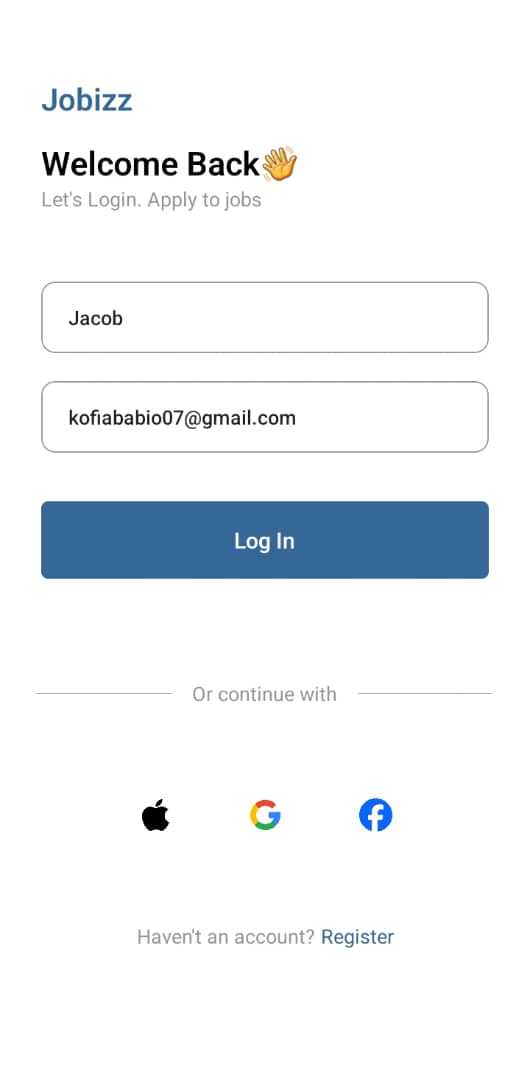 Jobizz
Welcome Back👋
Let's Login. Apply to jobs
Jacob
kofiababio07@gmail.com
Log In
Or continue with
Haven't an account? Register